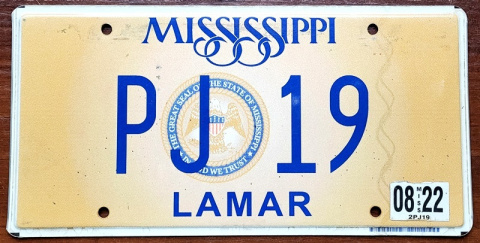 MISSISSIPPI
PJ 19
THE GREAT SEAL OF THE STATE OF MISSISSIPPI
IN GOD WE TRUST
LAMAR
08 MISS 22
2PJ19